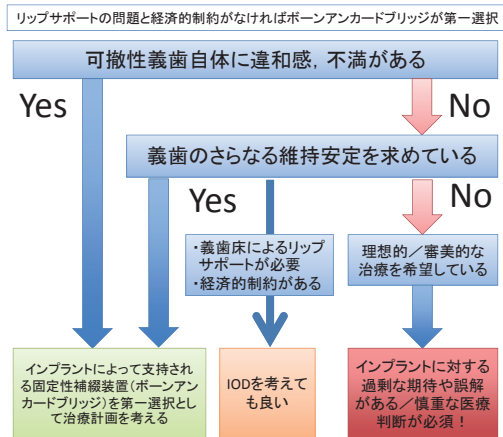 リップサポートの問題と経済的制約がなければボーンアンカードブリッジが第一選択
可撤性義歯自体に違和感，不満がある
Yes
No
義歯のさらなる維持安定を求めている
Yes
No
・義歯床によるリップ
サポートが必要
・経済的制約がある
理想的／審美的な
治療を希望している
インプラントによって支持され
る固定性補綴装置（ボーンアン
カードブリッジ）を第一選択とし
て治療計画を考える
IODを考えて
も良い
インプラントに対する
過剰な期待や誤解
がある／慎重な医療
判断が必須！